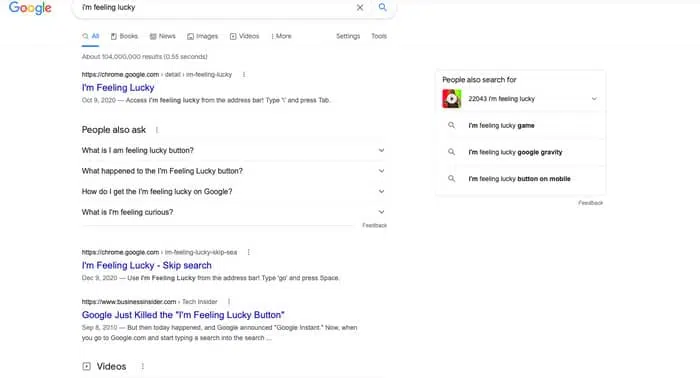 Google
i'm feeling lucky
All
Books
News
Images
Videos
More
Settings
Tools
About 104,000,000 results (0.55 seconds)
https://chrome.google.com › detail › im-feeling-lucky
I'm Feeling Lucky
Oct 9, 2020 — Access I'm feeling lucky from the address bar! Type '\' and press Tab.
People also ask
What is I am feeling lucky button?
What happened to the I'm Feeling Lucky button?
How do I get the I'm feeling lucky on Google?
What is I'm feeling curious?
Feedback
https://chrome.google.com › im-feeling-lucky-skip-sea
I'm Feeling Lucky - Skip search
Dec 9, 2020 — Use I'm Feeling Lucky from the address bar! Type 'go' and press Space.
https://www.businessinsider.com › Tech Insider
Google Just Killed the "I'm Feeling Lucky Button"
Sep 8, 2010 — But then today happened, and Google announced "Google Instant." Now, when
you go to Google.com and start typing a search into the search ...
Videos
People also search for
22043 i'm feeling lucky
i'm feeling lucky game
i'm feeling lucky google gravity
i'm feeling lucky button on mobile
Feedback